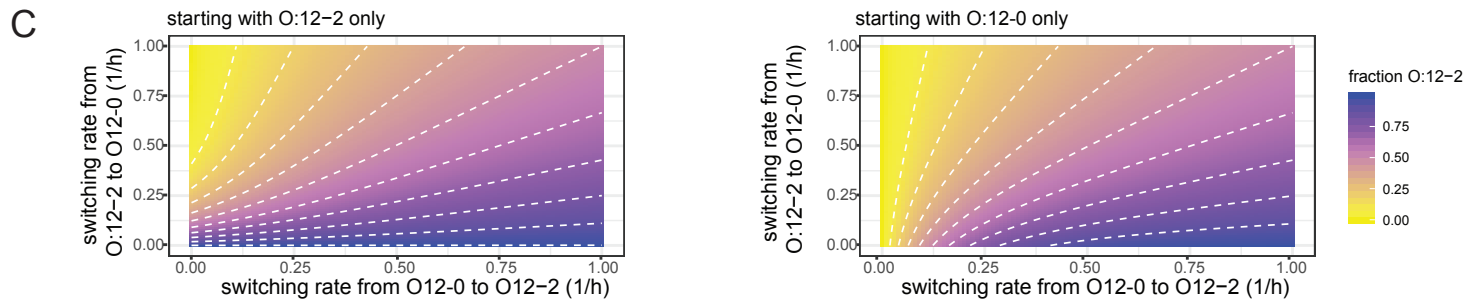 C
starting with O:12−2 only
switching rate from
O:12−2 to O12-0 (1/h)
1.00
0.75
0.50
0.25
0.00
0.00
0.25
0.50
0.75
1.00
switching rate from O12-0 to O12−2 (1/h)
starting with O:12-0 only
switching rate from
O:12−2 to O12-0 (1/h)
1.00
0.75
0.50
0.25
0.00
0.00
0.25
0.50
0.75
1.00
switching rate from O12-0 to O12−2 (1/h)
fraction O:12−2
0.75
0.50
0.25
0.00